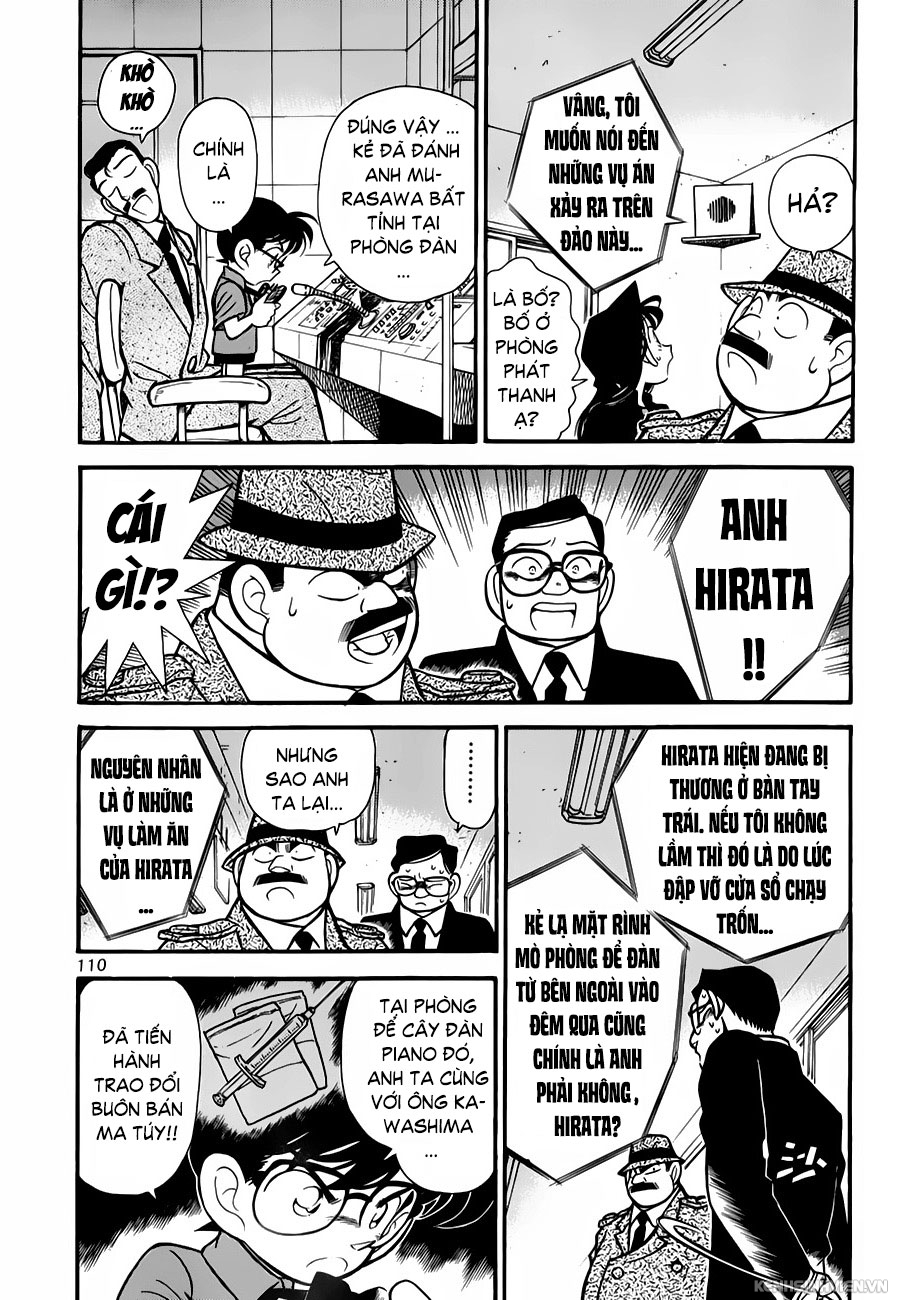 VÂNG, TÔI
MUỐN NÓI ĐẾN
NHỮNG VỤ ÁN
XẢY RA TRÊN
ĐẢO NÀY...
HẢ?
LÀ BỐ?
BỐ Ở
PHÒNG
PHÁT
THANH
Ạ?
ĐÚNG VẬY ...
KẺ ĐÃ ĐÁNH
ANH MU-
RASAWA BẤT
TỈNH TẠI
PHÒNG ĐÀN
...
CHÍNH
LÀ
...
KHÒ
KHÒ
...
ANH
HIRATA
!!
CÁI
GÌ!?
HIRATA HIỆN ĐANG BỊ
THƯƠNG Ở BÀN TAY
TRÁI. NẾU TÔI KHÔNG
LẦM THÌ ĐÓ LÀ DO LÚC
ĐẬP VỠ CỬA SỔ CHẠY
TRỐN...
KẺ LẠ MẶT RÌNH
MÒ PHÒNG ĐỂ ĐÀN
TỪ BÊN NGOÀI VÀO
ĐÊM QUA CŨNG
CHÍNH LÀ ANH
PHẢI KHÔNG,
HIRATA?
.........
NHƯNG
SAO ANH
TA LẠI...
NGUYÊN NHÂN
LÀ Ở NHỮNG
VỤ LÀM ĂN
CỦA HIRATA
...
110
TẠI PHÒNG
ĐỂ CÂY ĐÀN
PIANO ĐÓ,
ANH TA CÙNG
VỚI ÔNG KA-
WASHIMA
...
ĐÃ TIẾN
HÀNH
TRAO ĐỔI
BUÔN BÁN
MA TÚY!!